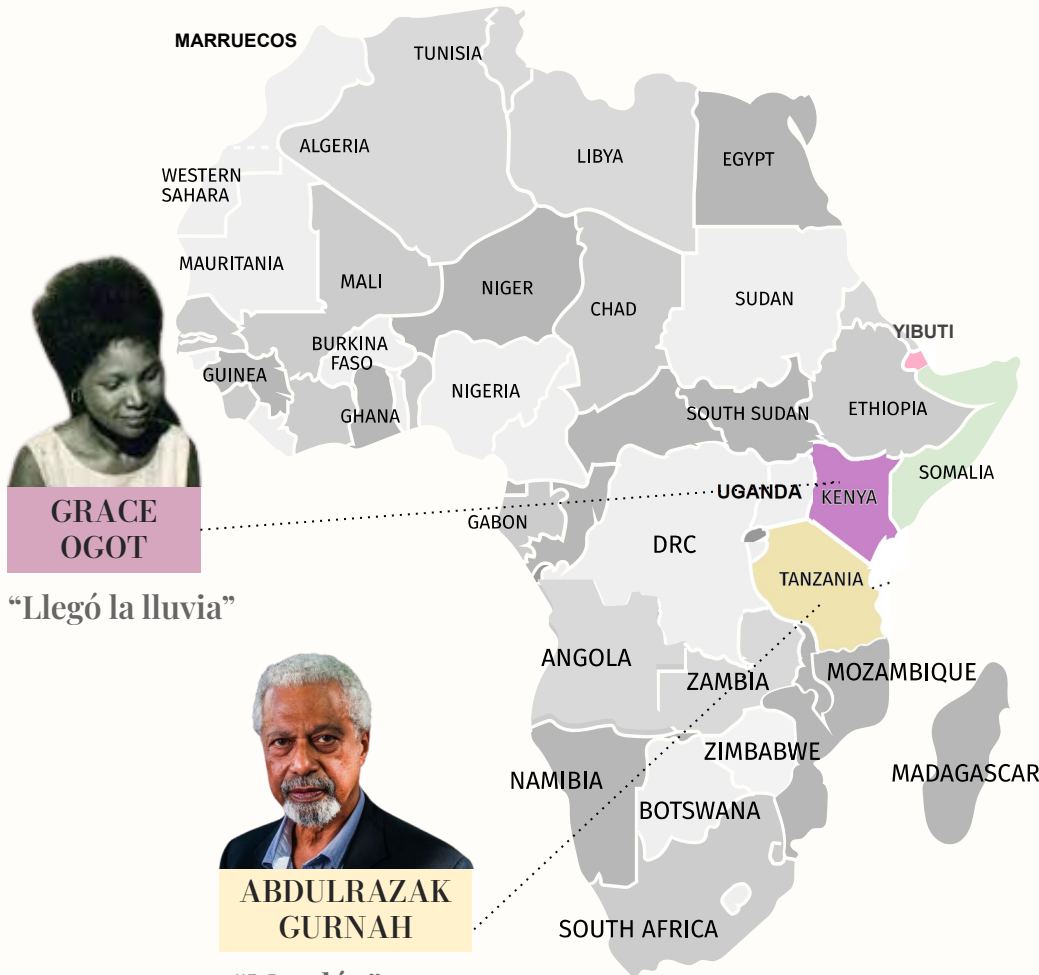 MARRUECOS
TUNISIA
ALGERIA
LIBYA
EGYPT
WESTERN
SAHARA
MAURITANIA
MALI
NIGER
CHAD
SUDAN
YIBUTI
BURKINA
FASO
GUINEA
NIGERIA
GHANA
SOUTH SUDAN
ETHIOPIA
SOMALIA
UGANDA
KENYA
GABON
DRC
TANZANIA
GRACE
OGOT
“Llegó la lluvia”
ANGOLA
ZAMBIA
MOZAMBIQUE
ZIMBABWE
NAMIBIA
MADAGASCAR
BOTSWANA
ABDULRAZAK
GURNAH
SOUTH AFRICA